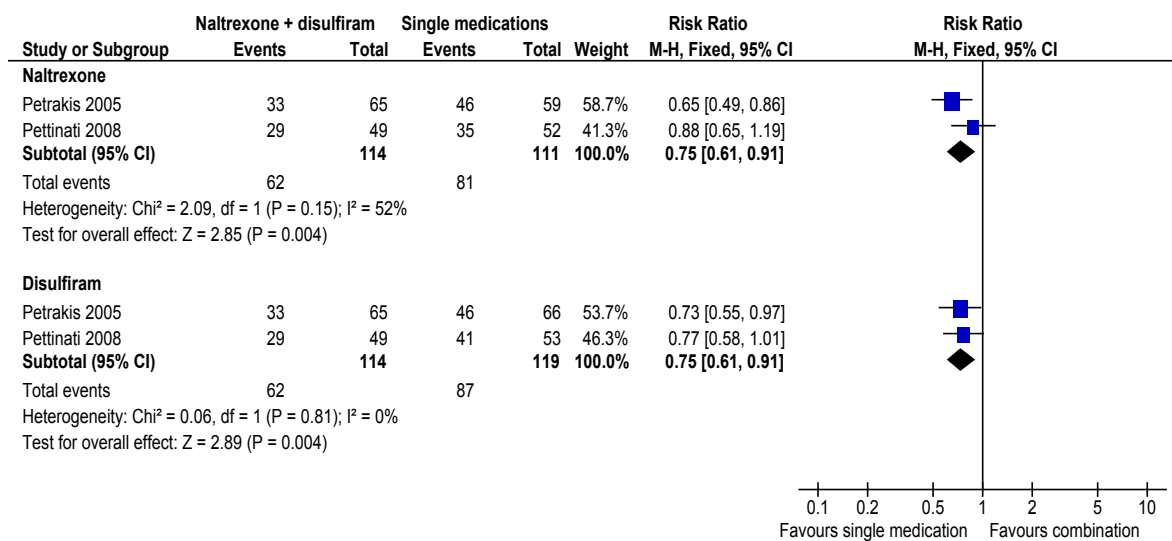 Naltrexone + disulfiram Single medications Risk Ratio Risk Ratio
Study or Subgroup Events Total Events Total Weight M-H, Fixed, 95% CI M-H, Fixed, 95% CI
Naltrexone
Petrakis 2005 33 65 46 59 58.7% 0.65 [0.49, 0.86]
Pettinati 2008 29 49 35 52 41.3% 0.88 [0.65, 1.19]
Subtotal (95% CI) 114 111 100.0% 0.75 [0.61, 0.91]
Total events 62 81
Heterogeneity: Chi² = 2.09, df = 1 (P = 0.15); I² = 52%
Test for overall effect: Z = 2.85 (P = 0.004)
Disulfiram
Petrakis 2005 33 65 46 66 53.7% 0.73 [0.55, 0.97]
Pettinati 2008 29 49 41 53 46.3% 0.77 [0.58, 1.01]
Subtotal (95% CI) 114 119 100.0% 0.75 [0.61, 0.91]
Total events 62 87
Heterogeneity: Chi² = 0.06, df = 1 (P = 0.81); I² = 0%
Test for overall effect: Z = 2.89 (P = 0.004)
0.1 0.2 0.5 1 2 5 10
Favours single medication Favours combination